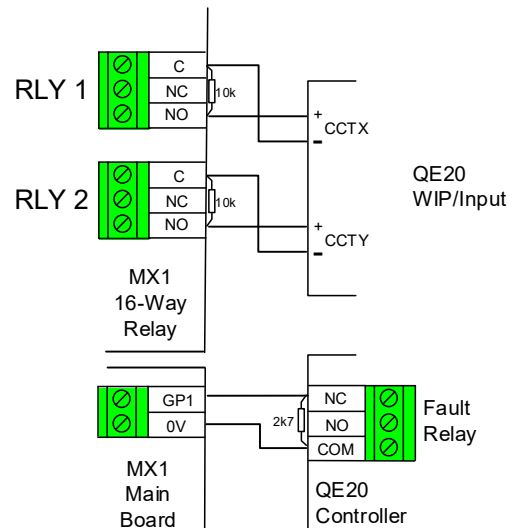 RLY 1
C
NC
NO
10k
+
CCTX
-
RLY 2
C
NC
NO
10k
+
CCTY
-
QE20
WIP/Input
MX1
16-Way
Relay
GP1
0V
2k7
NC
NO
COM
Fault
Relay
MX1
Main
Board
QE20
Controller